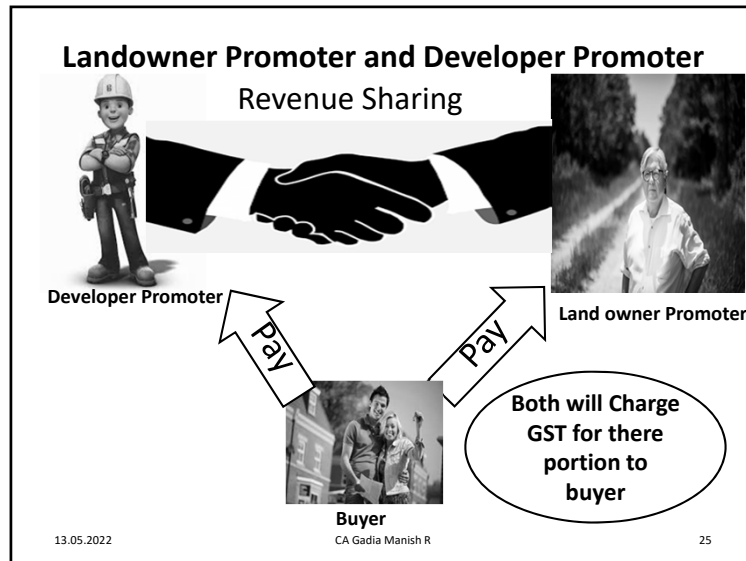 Landowner Promoter and Developer Promoter
Revenue Sharing
Developer Promoter
Land owner Promoter
Pay
Pay
Both will Charge
GST for there
portion to
buyer
Buyer
13.05.2022
CA Gadia Manish R
25